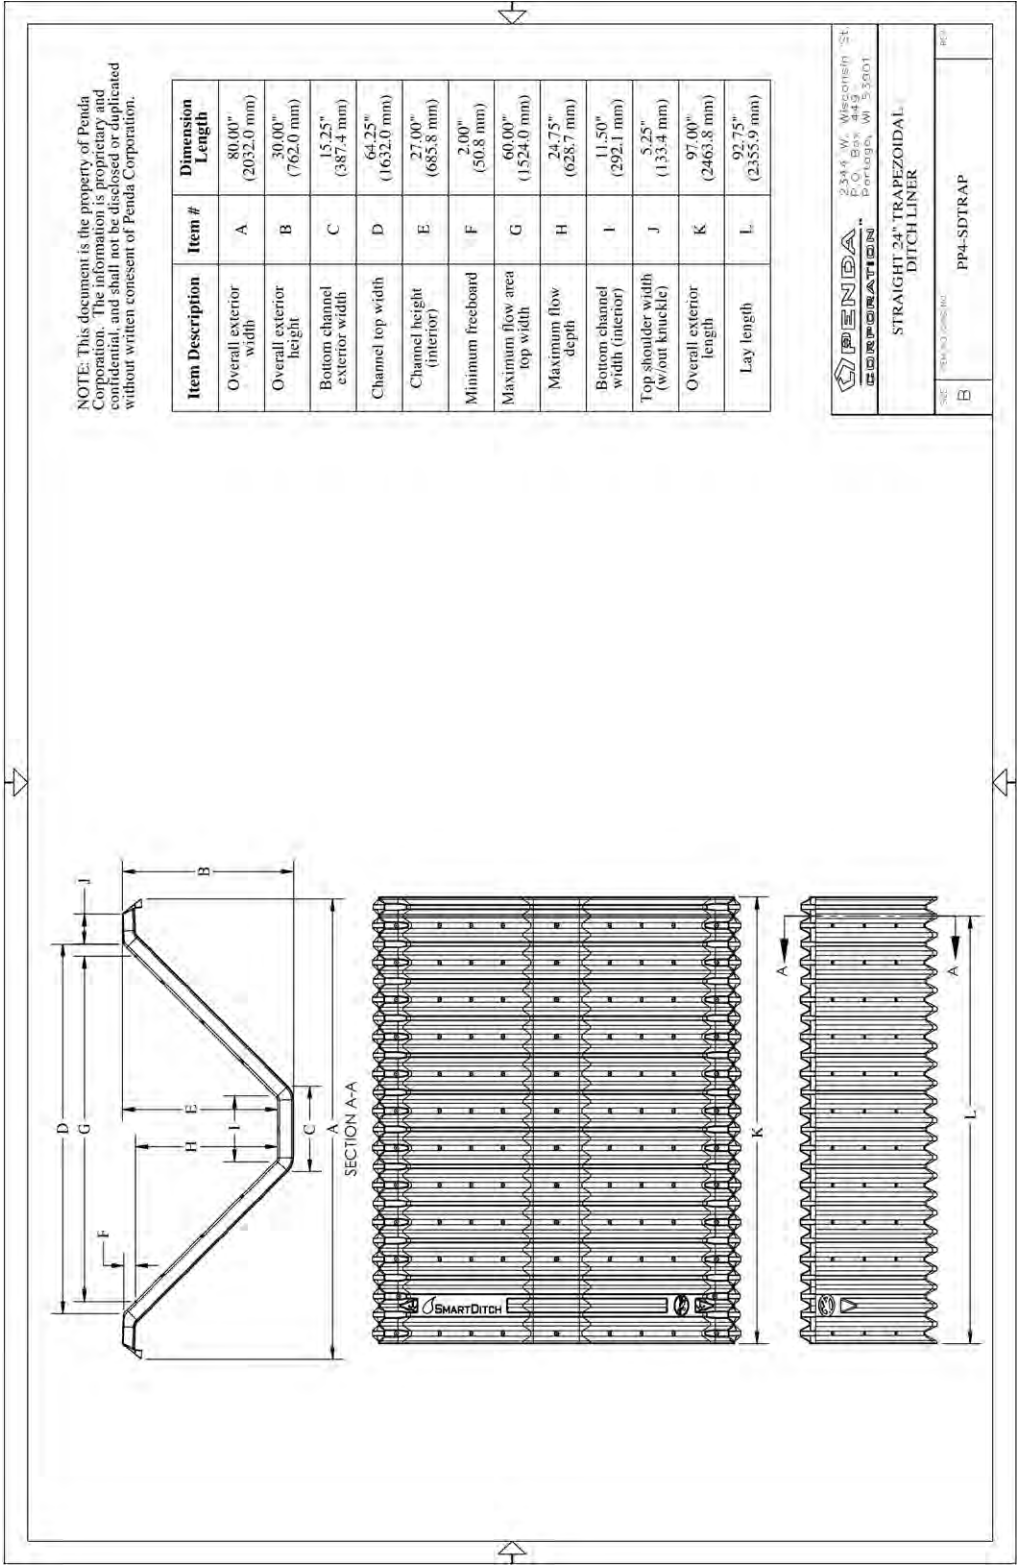 NOTE: This document is the property of Penda
Corporation. The information is proprietary and
confidential, and shall not be disclosed or duplicated
without written conesent of Penda Corporation.
Item Description Item # Dimension Length
Overall exterior width A 80.00" (2032.0 mm)
Overall exterior height B 30.00" (762.0 mm)
Bottom channel exterior width C 15.25" (387.4 mm)
Channel top width D 64.25" (1632.0 mm)
Channel height (interior) E 27.00" (685.8 mm)
Minimum freeboard F 2.00" (50.8 mm)
Maximum flow area top width G 60.00" (1524.0 mm)
Maximum flow depth H 24.75" (628.7 mm)
Bottom channel width (interior) I 11.50" (292.1 mm)
Top shoulder width (w/out knuckle) J 5.25" (133.4 mm)
Overall exterior length K 97.00" (2463.8 mm)
Lay length L 92.75" (2355.9 mm)
D
G
J
F
H
E
B
I
C
A
SECTION A-A
SMARTDITCH
K
A
A
L
PENDA
CORPORATION
2344 W. Wisconsin St.
P.O. Box 449
Portage, WI 53901
STRAIGHT 24" TRAPEZOIDAL
DITCH LINER
SIZE
B
PP4-SDTRAP
REV